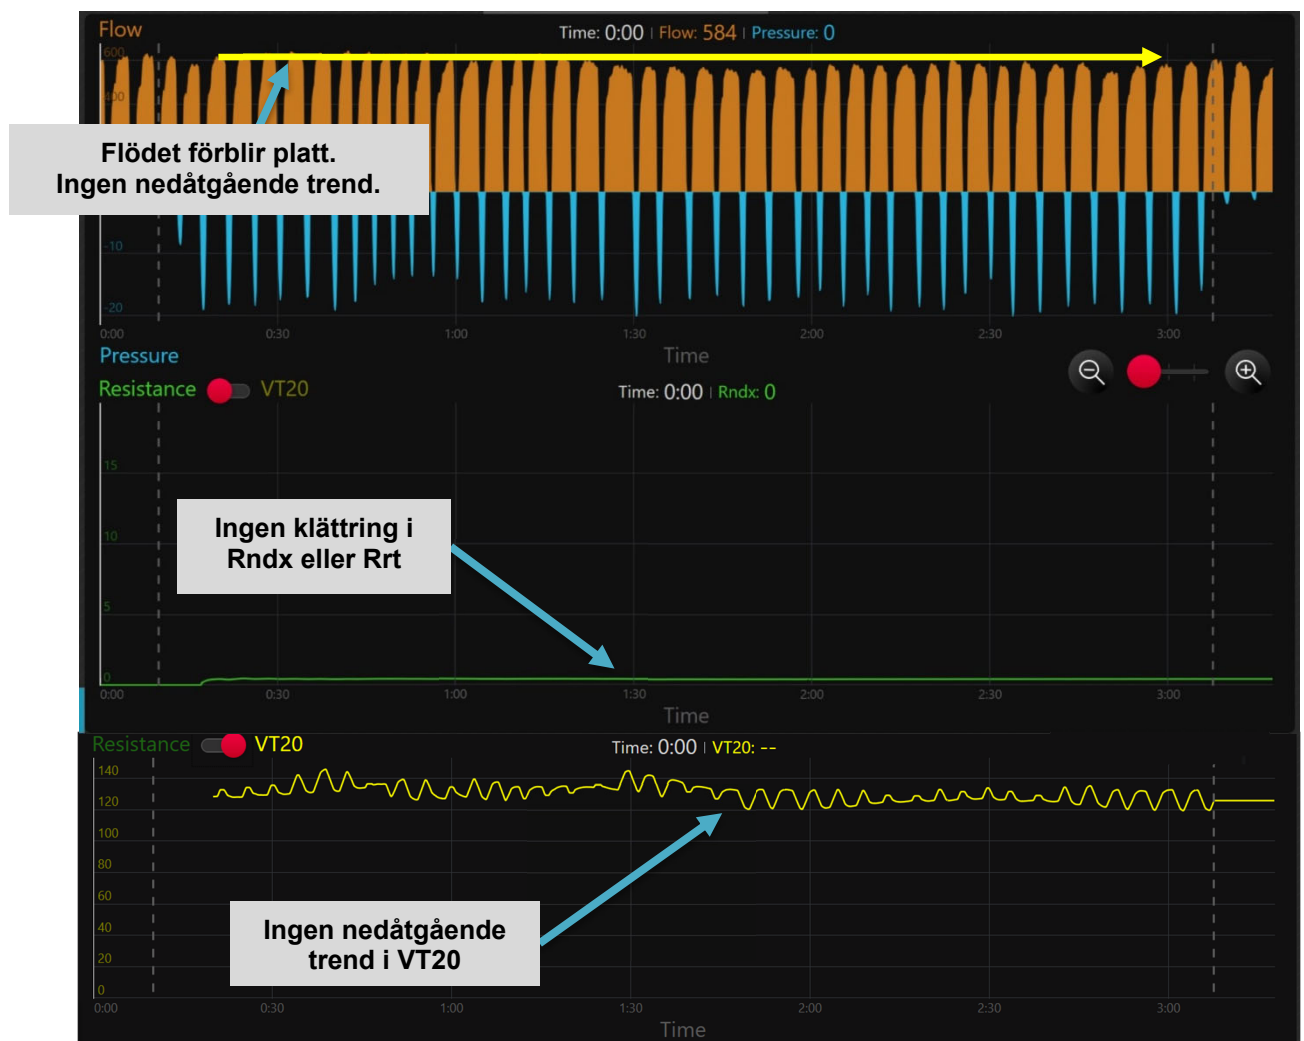 Flow
Time: 0:00 | Flow: 584 | Pressure: 0
600
400
Flödet förblir platt.
Ingen nedåtgående trend.
-10
-20
0:00 0:30 1:00 1:30 2:00 2:30 3:00
Pressure
Time
Resistance VT20
Time: 0:00 | Rndx: 0
15
Ingen klättring i
Rndx eller Rrt
10
5
0
0:00 0:30 1:00 1:30 2:00 2:30 3:00
Time
Resistance VT20
Time: 0:00 | VT20: --
140
120
100
80
60
Ingen nedåtgående
trend i VT20
40
20
0
0:00 0:30 1:00 1:30 2:00 2:30 3:00
Time